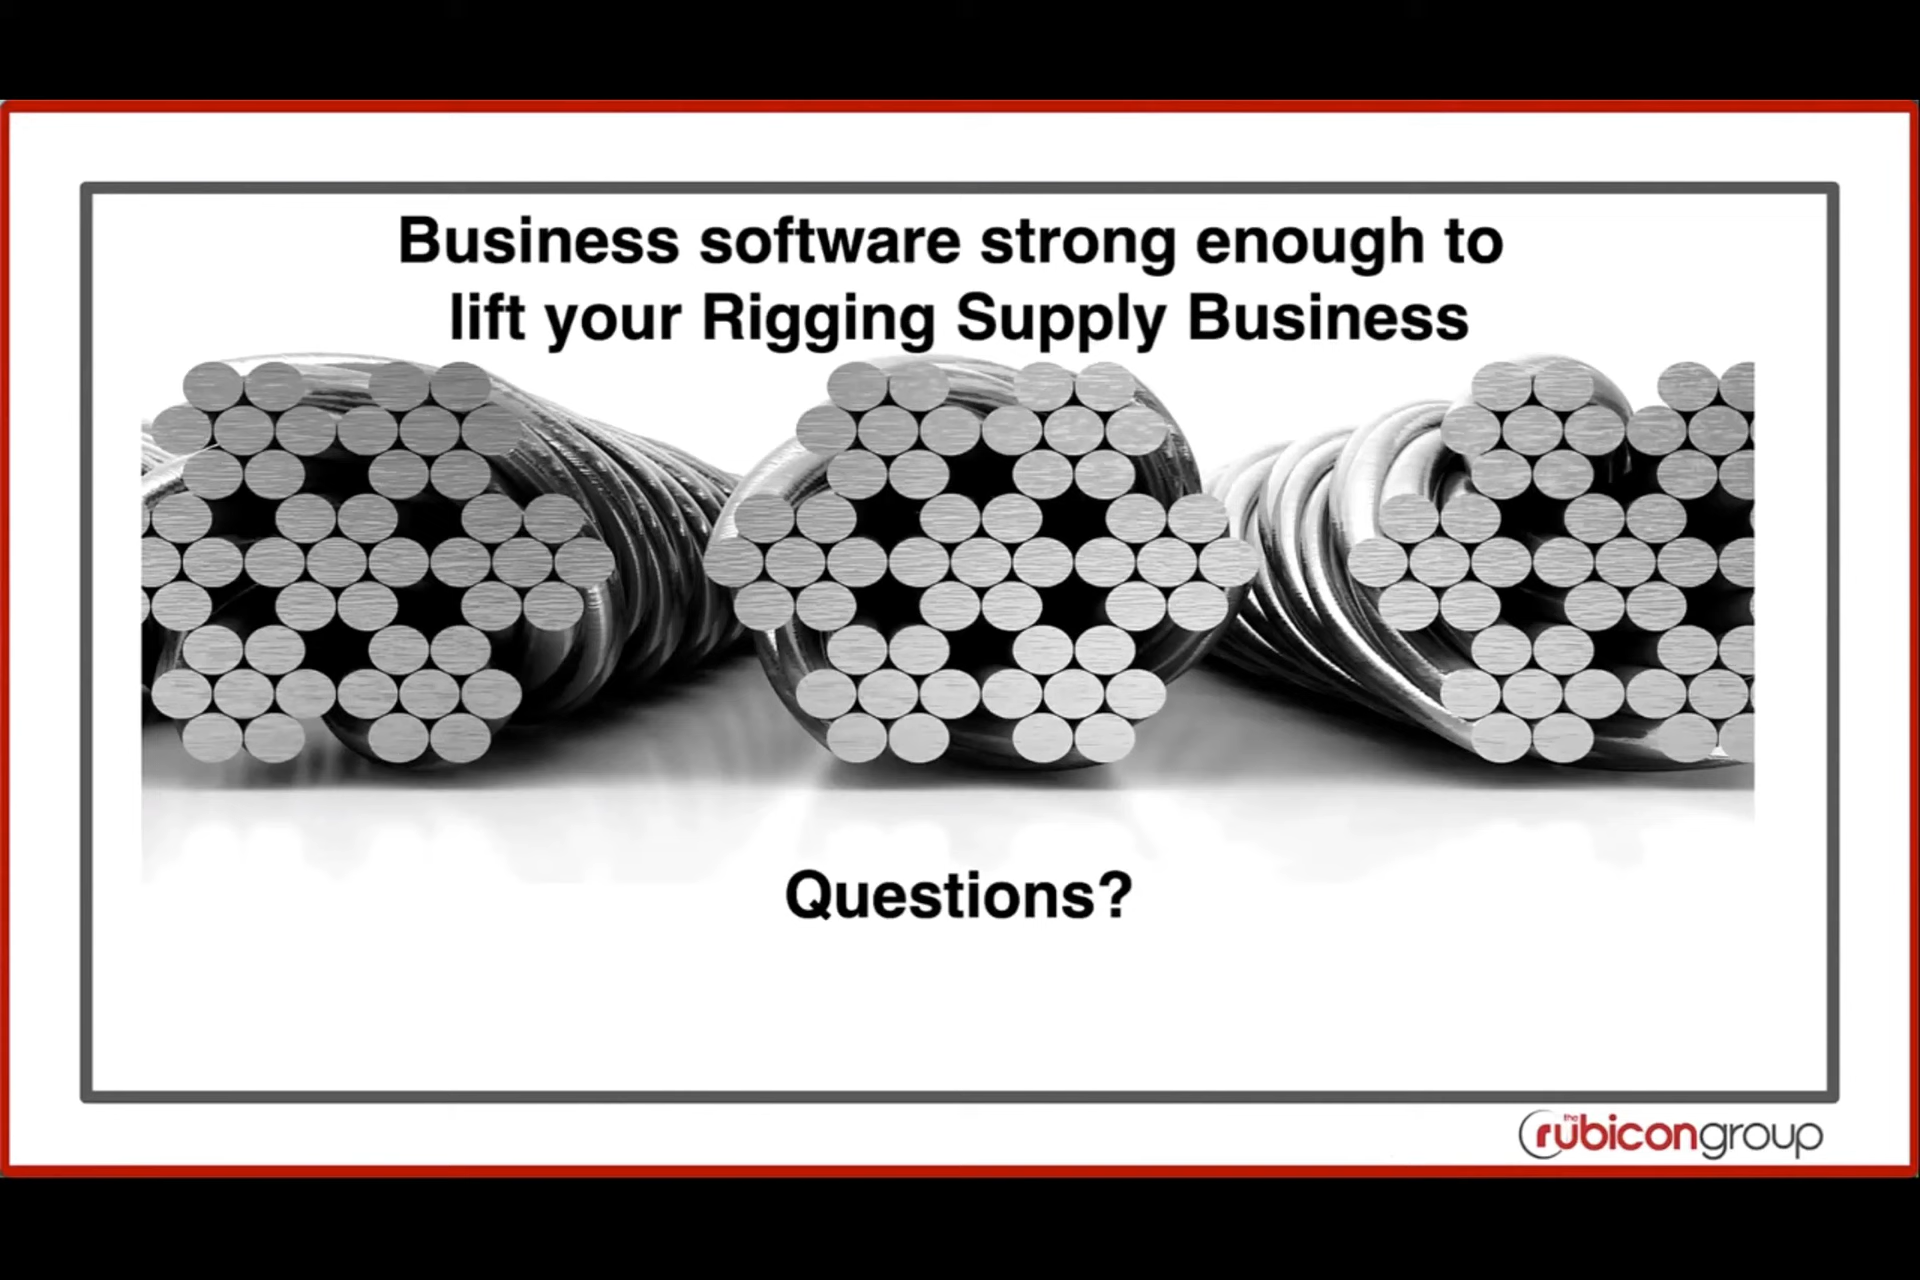 Business software strong enough to
lift your Rigging Supply Business
Questions?
the
rubicongroup